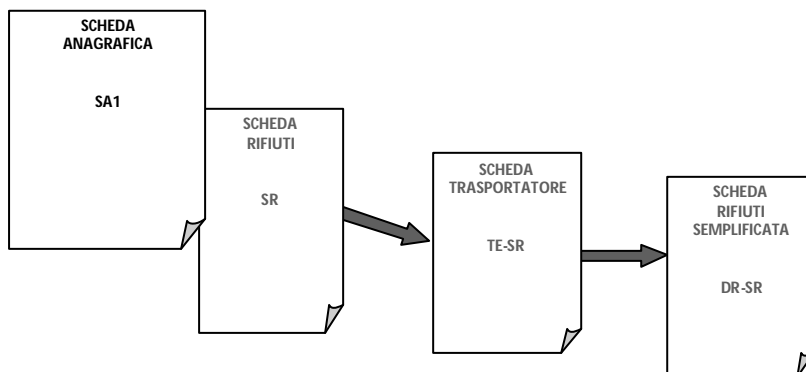 SCHEDA
ANAGRAFICA
SA1
SCHEDA
RIFIUTI
SR
SCHEDA
TRASPORTATORE
TE-SR
SCHEDA
RIFIUTI
SEMPLIFICATA
DR-SR